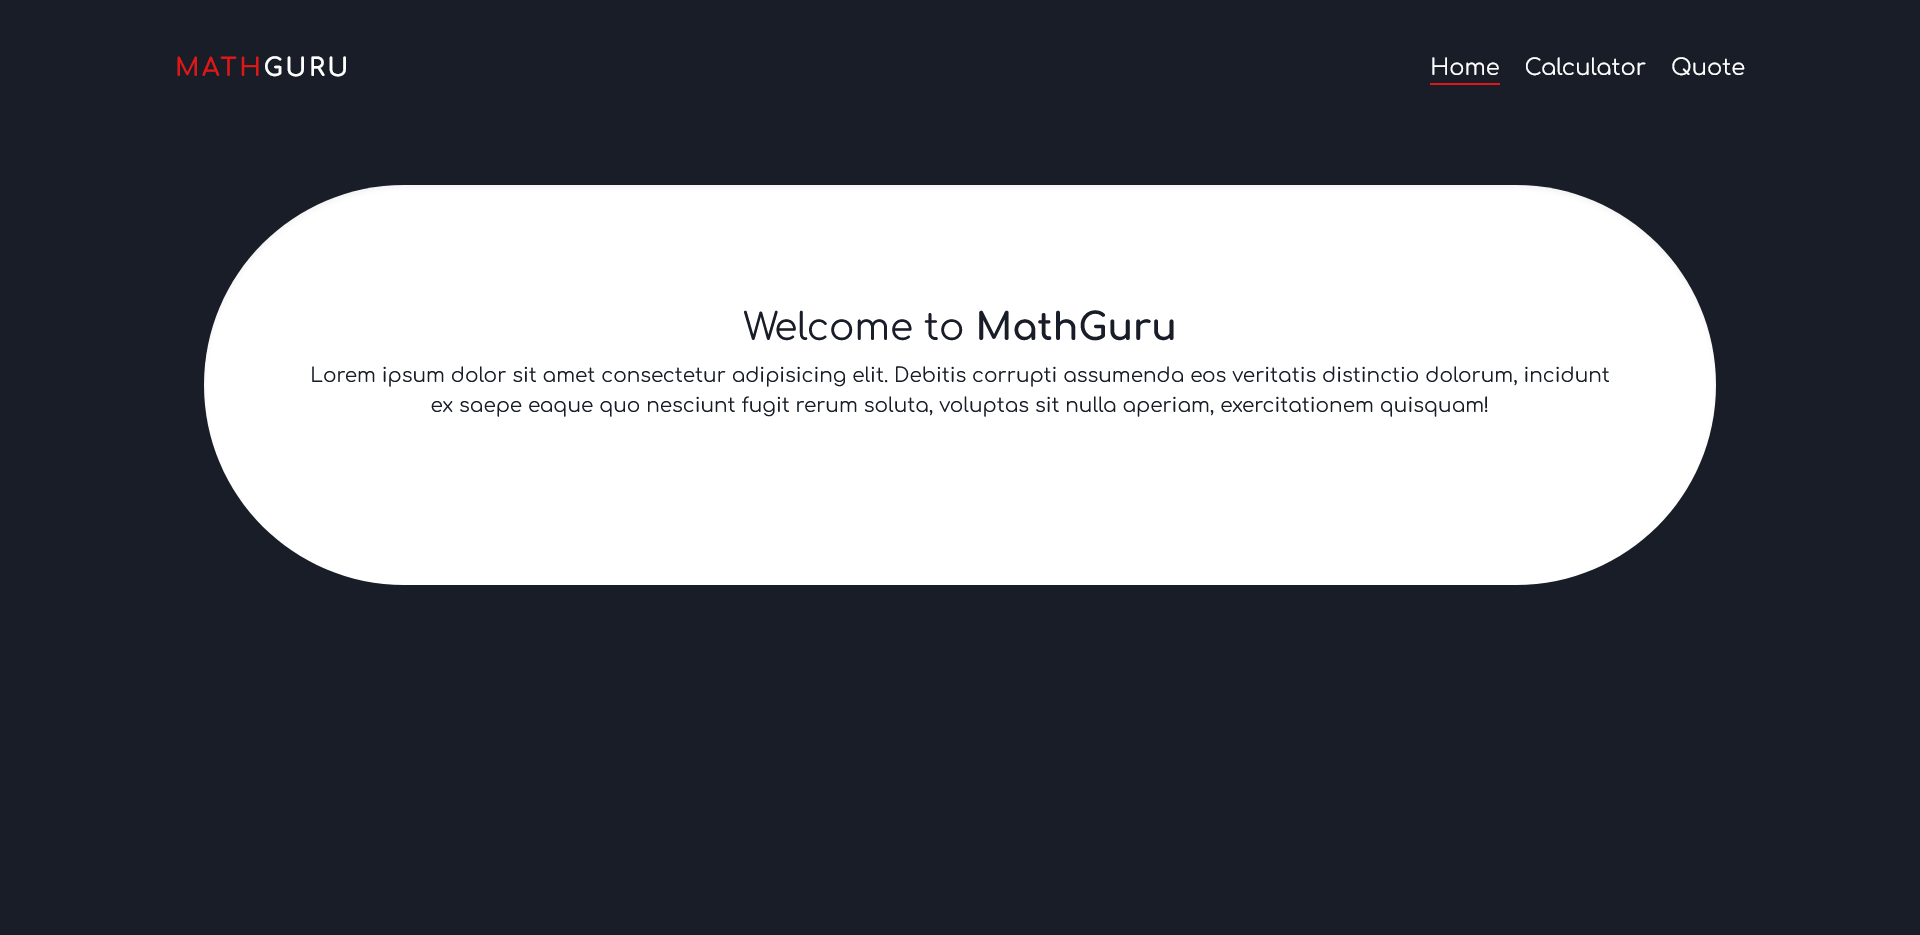 MATHGURU
Home Calculator Quote
Welcome to MathGuru
Lorem ipsum dolor sit amet consectetur adipisicing elit. Debitis corrupti assumenda eos veritatis distinctio dolorum, incidunt
ex saepe eaque quo nesciunt fugit rerum soluta, voluptas sit nulla aperiam, exercitationem quisquam!